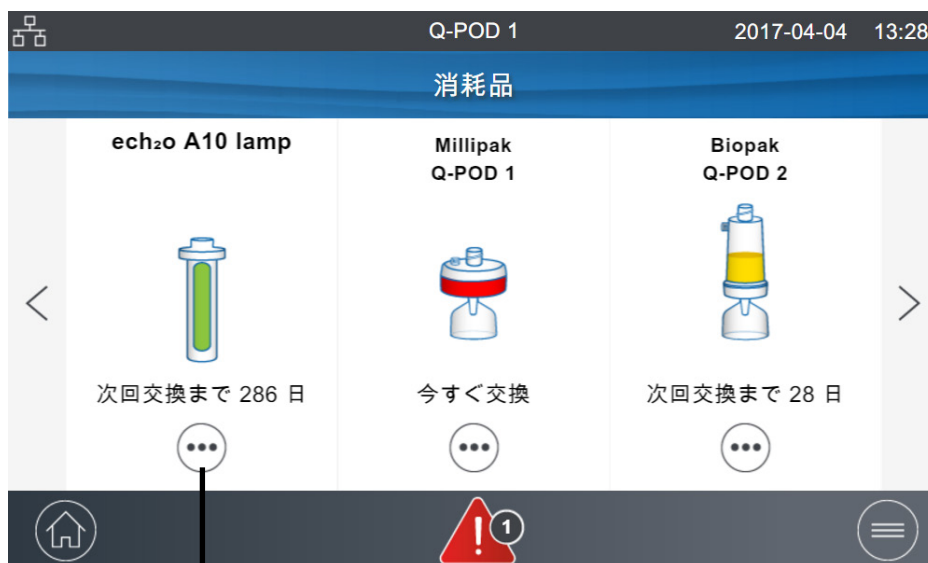 Q-POD 1
2017-04-04 13:28
消耗品
ech₂o A10 lamp
次回交換まで 286 日
Millipak
Q-POD 1
今すぐ交換
Biopak
Q-POD 2
次回交換まで 28 日
1